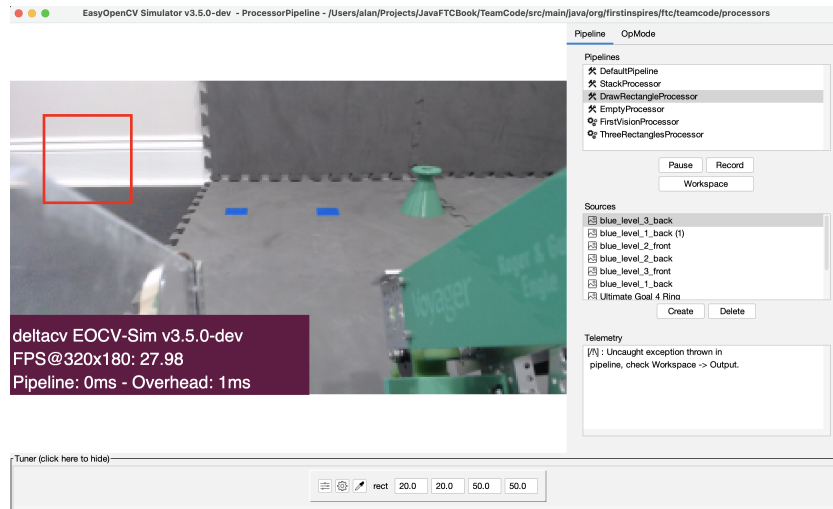 EasyOpenCV Simulator v3.5.0-dev - ProcessorPipeline - /Users/alan/Projects/JavaFTCBook/TeamCode/src/main/java/org/firstinspires/ftc/teamcode/processors
Pipeline OpMode
Pipelines
DefaultPipeline
StackProcessor
DrawRectangleProcessor
EmptyProcessor
FirstVisionProcessor
ThreeRectanglesProcessor
Pause Record
Workspace
Sources
blue_level_3_back
blue_level_1_back (1)
blue_level_2_front
blue_level_2_back
blue_level_3_front
blue_level_1_back
Ultimate Goal 4 Ring
Create Delete
Telemetry
[/!\] : Uncaught exception thrown in
pipeline, check Workspace -> Output.
Voyager
Roger &
Engle
deltacv EOCV-Sim v3.5.0-dev
FPS@320x180: 27.98
Pipeline: 0ms - Overhead: 1ms
Tuner (click here to hide)
rect 20.0 20.0 50.0 50.0